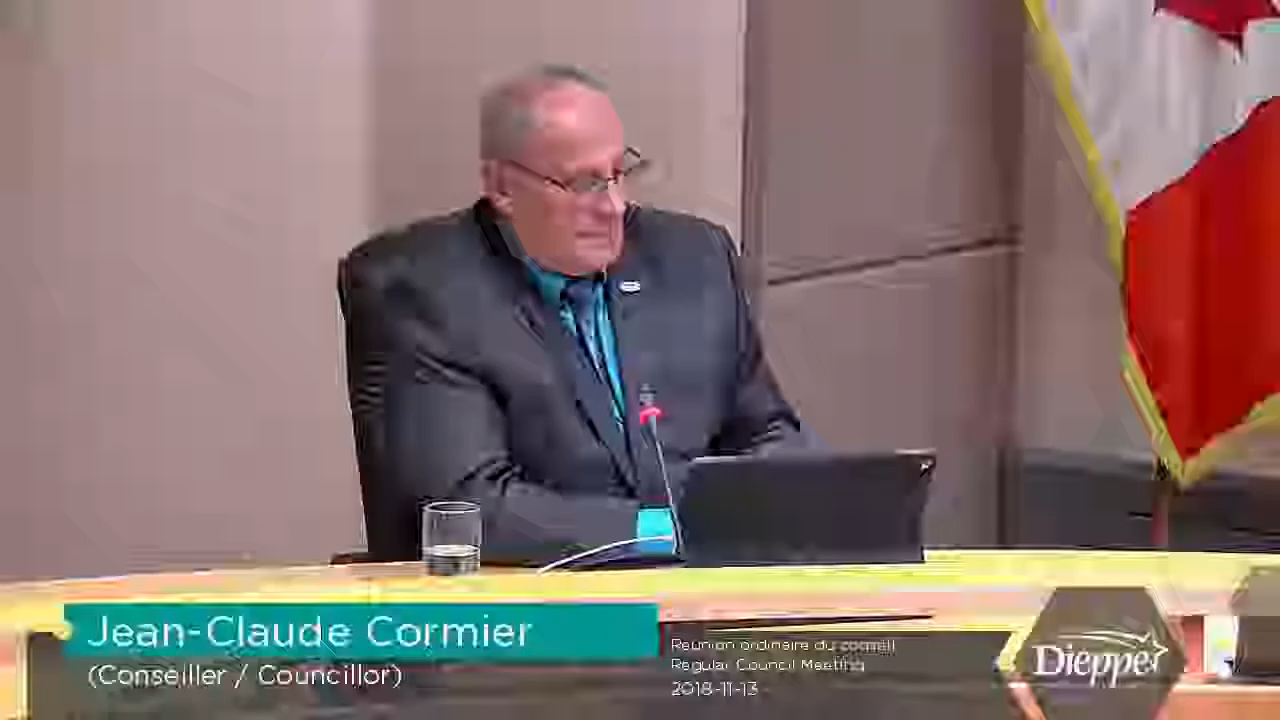 Jean-Claude Cormier
(Conseiller / Councillor)
Réunion ordinaire du conseil
Regular Council Meeting
2018-11-13
Dieppe